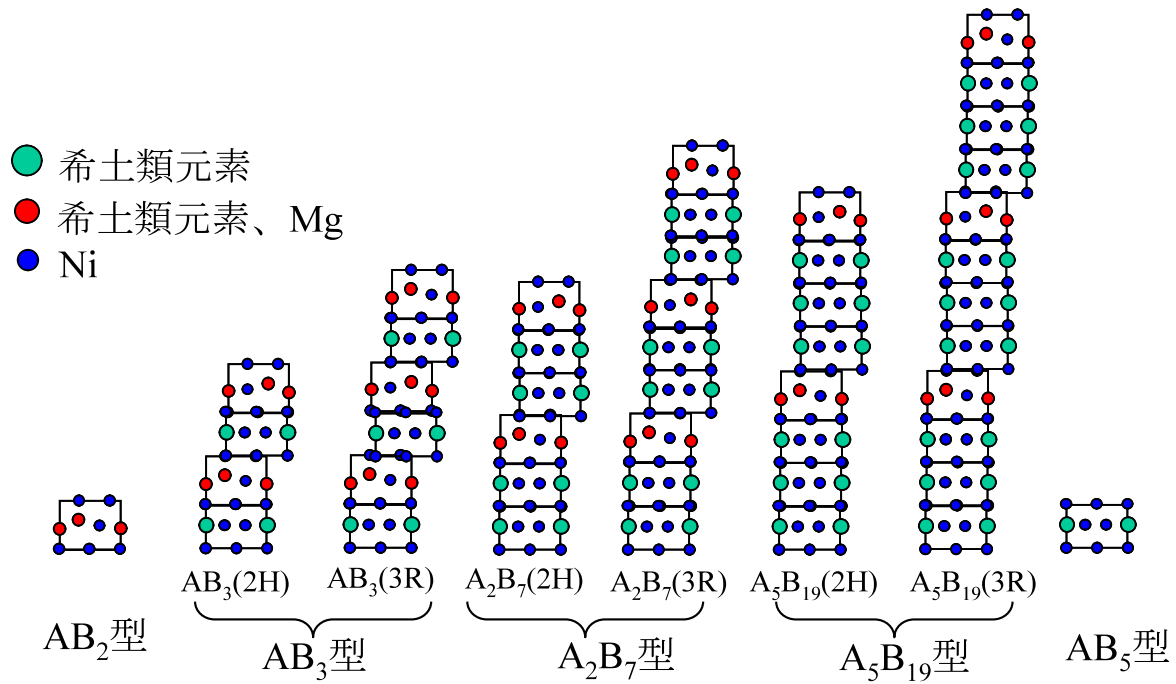 希土類元素
希土類元素、Mg
Ni
AB₃(2H)
AB₃(3R)
A₂B₇(2H)
A₂B₇(3R)
A₅B₁₉(2H)
A₅B₁₉(3R)
AB₂型
AB₃型
A₂B₇型
A₅B₁₉型
AB₅型